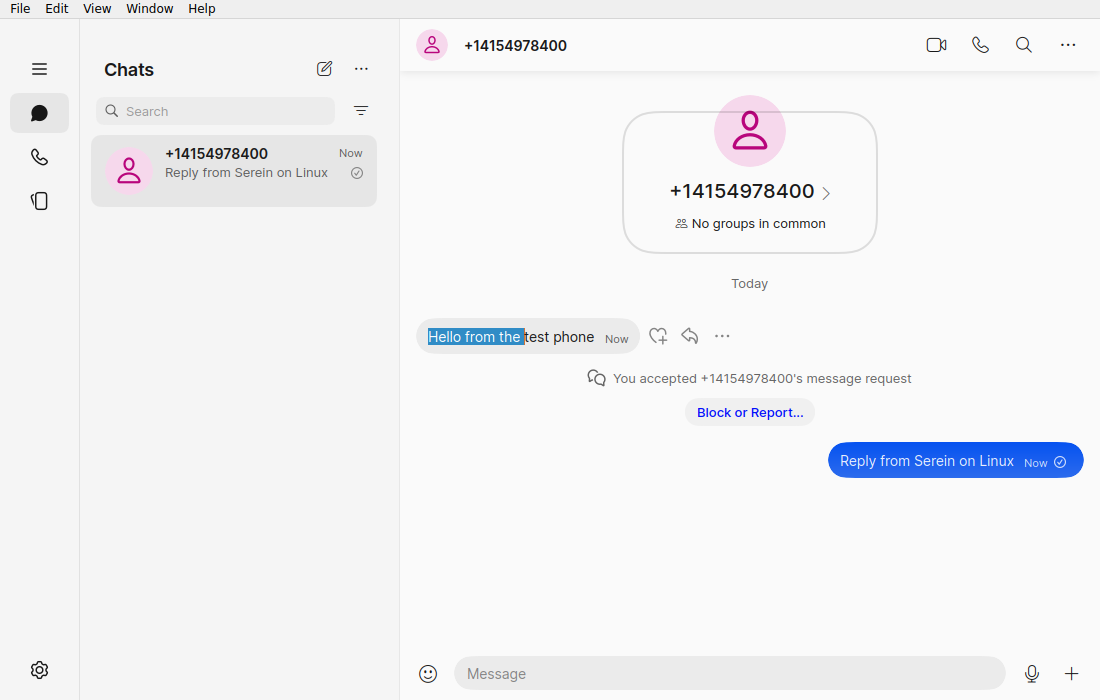 File Edit View Window Help
Chats
Search
+14154978400 Now
Reply from Serein on Linux
+14154978400
+14154978400
No groups in common
Today
Hello from the test phone Now
You accepted +14154978400's message request
Block or Report...
Reply from Serein on Linux Now
Message